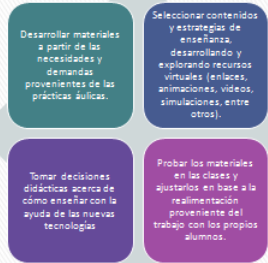 Desarrollar materiales
a partir de las
necesidades y
demandas
provenientes de las
prácticas áulicas.
Seleccionar contenidos
y estrategias de
enseñanza,
desarrollando y
explorando recursos
virtuales (enlaces,
animaciones, videos,
simulaciones, entre
otros).
Tomar decisiones
didácticas acerca de
cómo enseñar con la
ayuda de las nuevas
tecnologías
Probar los materiales
en las clases y
ajustarlos en base a la
realimentación
proveniente del
trabajo con los propios
alumnos.